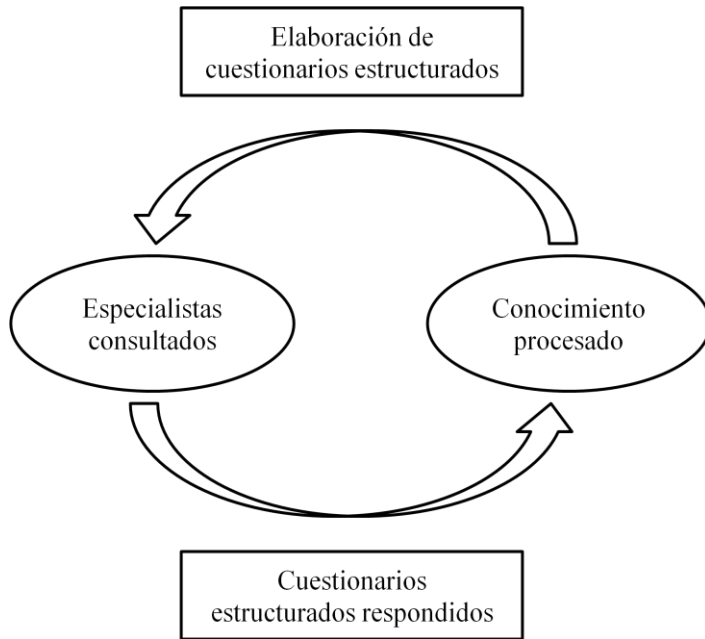 Elaboración de
cuestionarios estructurados
Especialistas
consultados
Conocimiento
procesado
Cuestionarios
estructurados respondidos